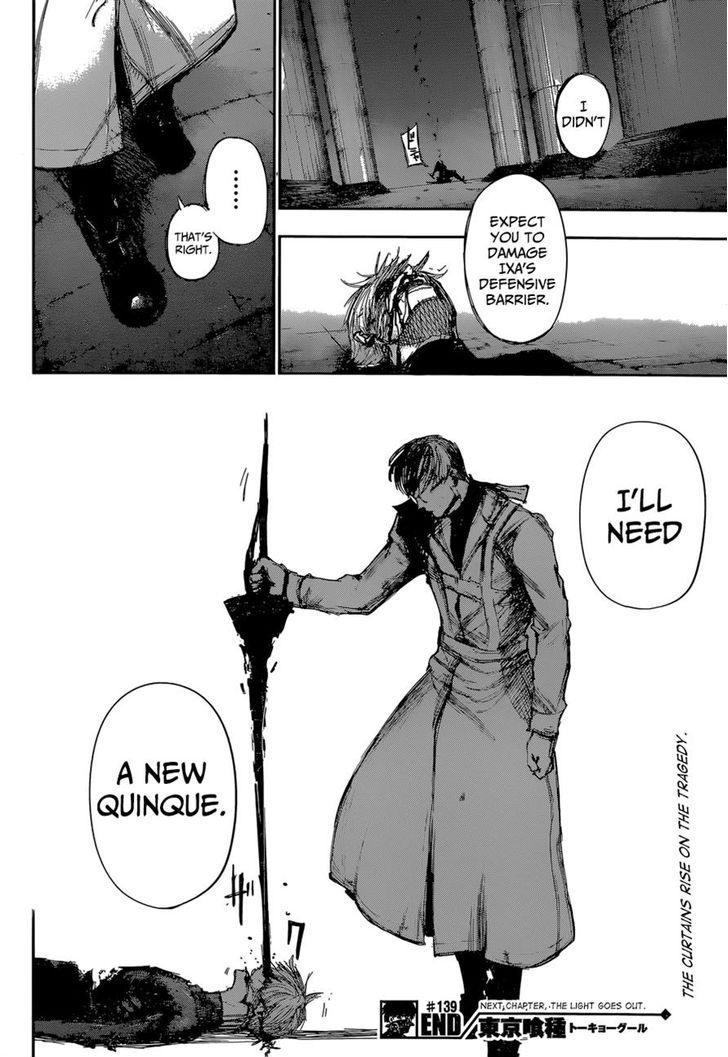 I
DIDN'T
EXPECT
YOU TO
DAMAGE
IXA'S
DEFENSIVE
BARRIER.
......
THAT'S
RIGHT.
I'LL
NEED
A NEW
QUINQUE.
THE CURTAINS RISE ON THE TRAGEDY.
#139
END
NEXT CHAPTER, THE LIGHT GOES OUT.
東京喰種 トーキョーグール